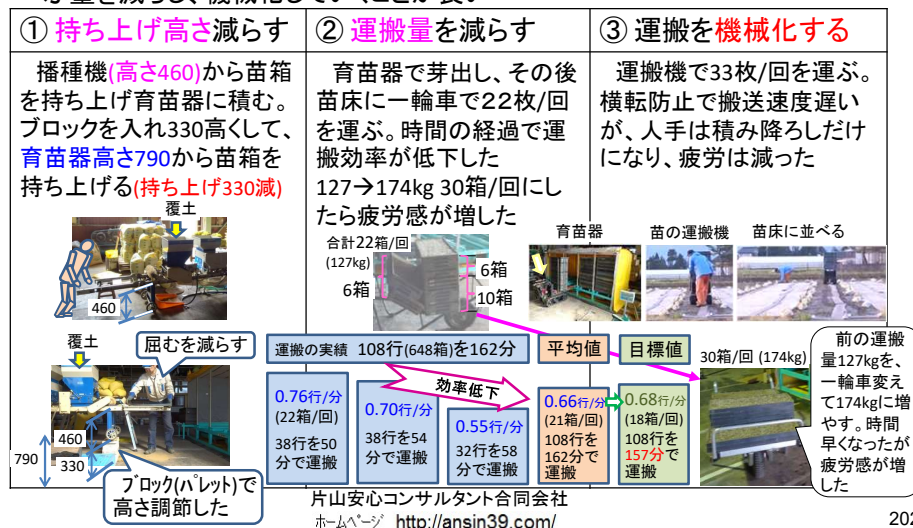 ① 持ち上げ高さ減らす
播種機(高さ460)から苗箱
を持ち上げ育苗器に積む。
ブロックを入れ330高くして、
育苗器高さ790から苗箱を
持ち上げる(持ち上げ330減)
覆土
460
覆土
屈むを減らす
460
790
330
ブロック(パレット)で
高さ調節した
② 運搬量を減らす
育苗器で芽出し、その後
苗床に一輪車で22枚/回
を運ぶ。時間の経過で運
搬効率が低下した
127→174kg 30箱/回にし
たら疲労感が増した
合計22箱/回
(127kg)
6箱
6箱
10箱
③ 運搬を機械化する
運搬機で33枚/回を運ぶ。
横転防止で搬送速度遅い
が、人手は積み降ろしだけ
になり、疲労は減った
育苗器
苗の運搬機
苗床に並べる
運搬の実績 108行(648箱)を162分
平均値
目標値
効率低下
0.76行/分
(22箱/回)
38行を50
分で運搬
0.70行/分
38行を54
分で運搬
0.55行/分
32行を58
分で運搬
0.66行/分
(21箱/回)
108行を
162分で
運搬
0.68行/分
(18箱/回)
108行を
157分で
運搬
30箱/回 (174kg)
前の運搬
量127kgを、
一輪車変え
て174kgに増
やす。時間
早くなったが
疲労感が増
した
片山安心コンサルタント合同会社
ホームページ http://ansin39.com/
202